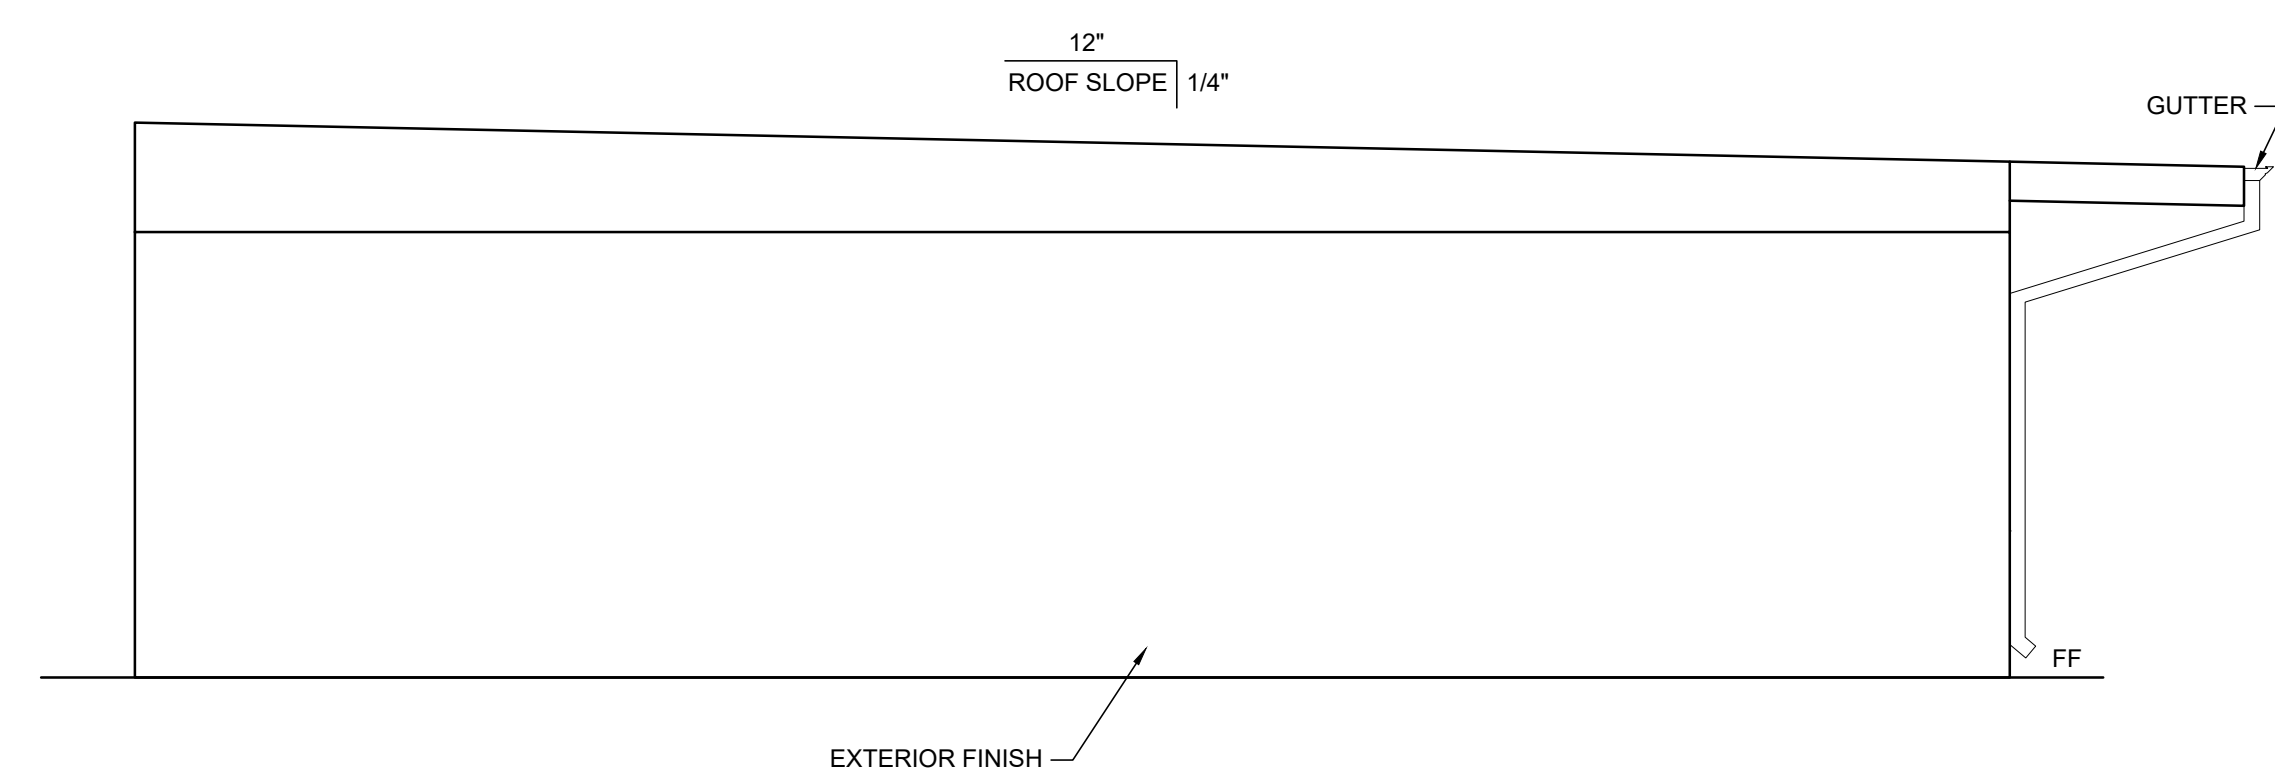 12"
ROOF SLOPE 1/4"
GUTTER
FF
EXTERIOR FINISH